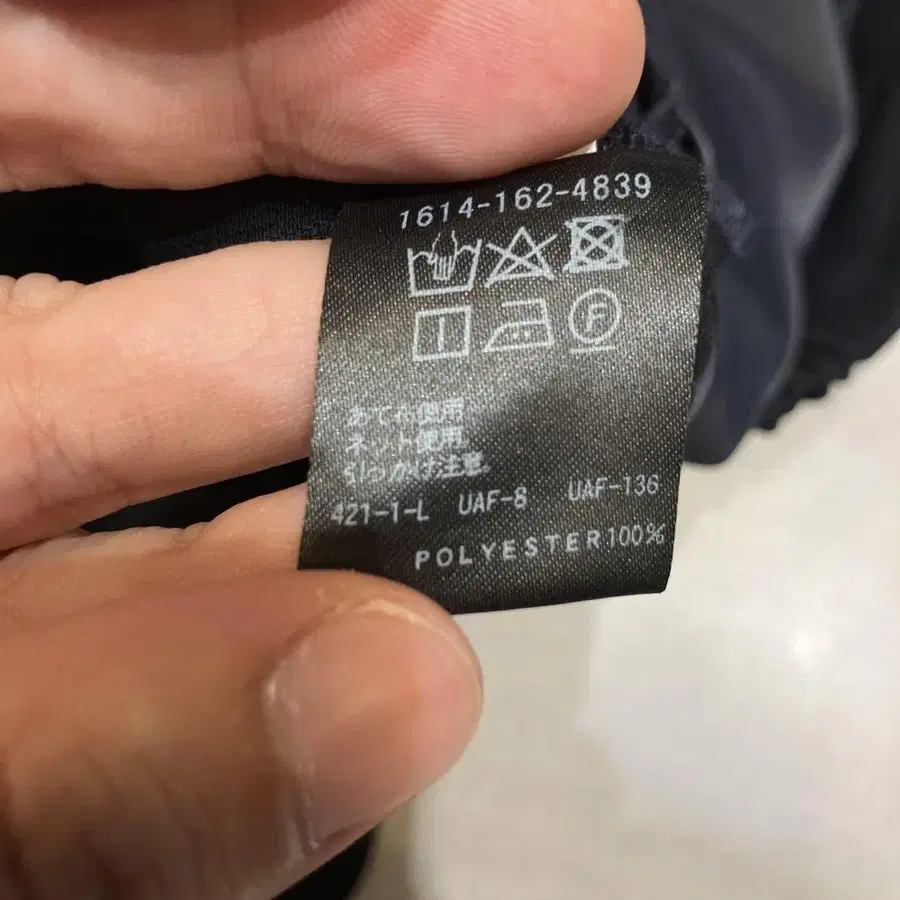 1614-162-4839
F
あて布使用
ネット使用
引っかけ注意。
421-1-L UAF-8 UAF-136
POLYESTER100%